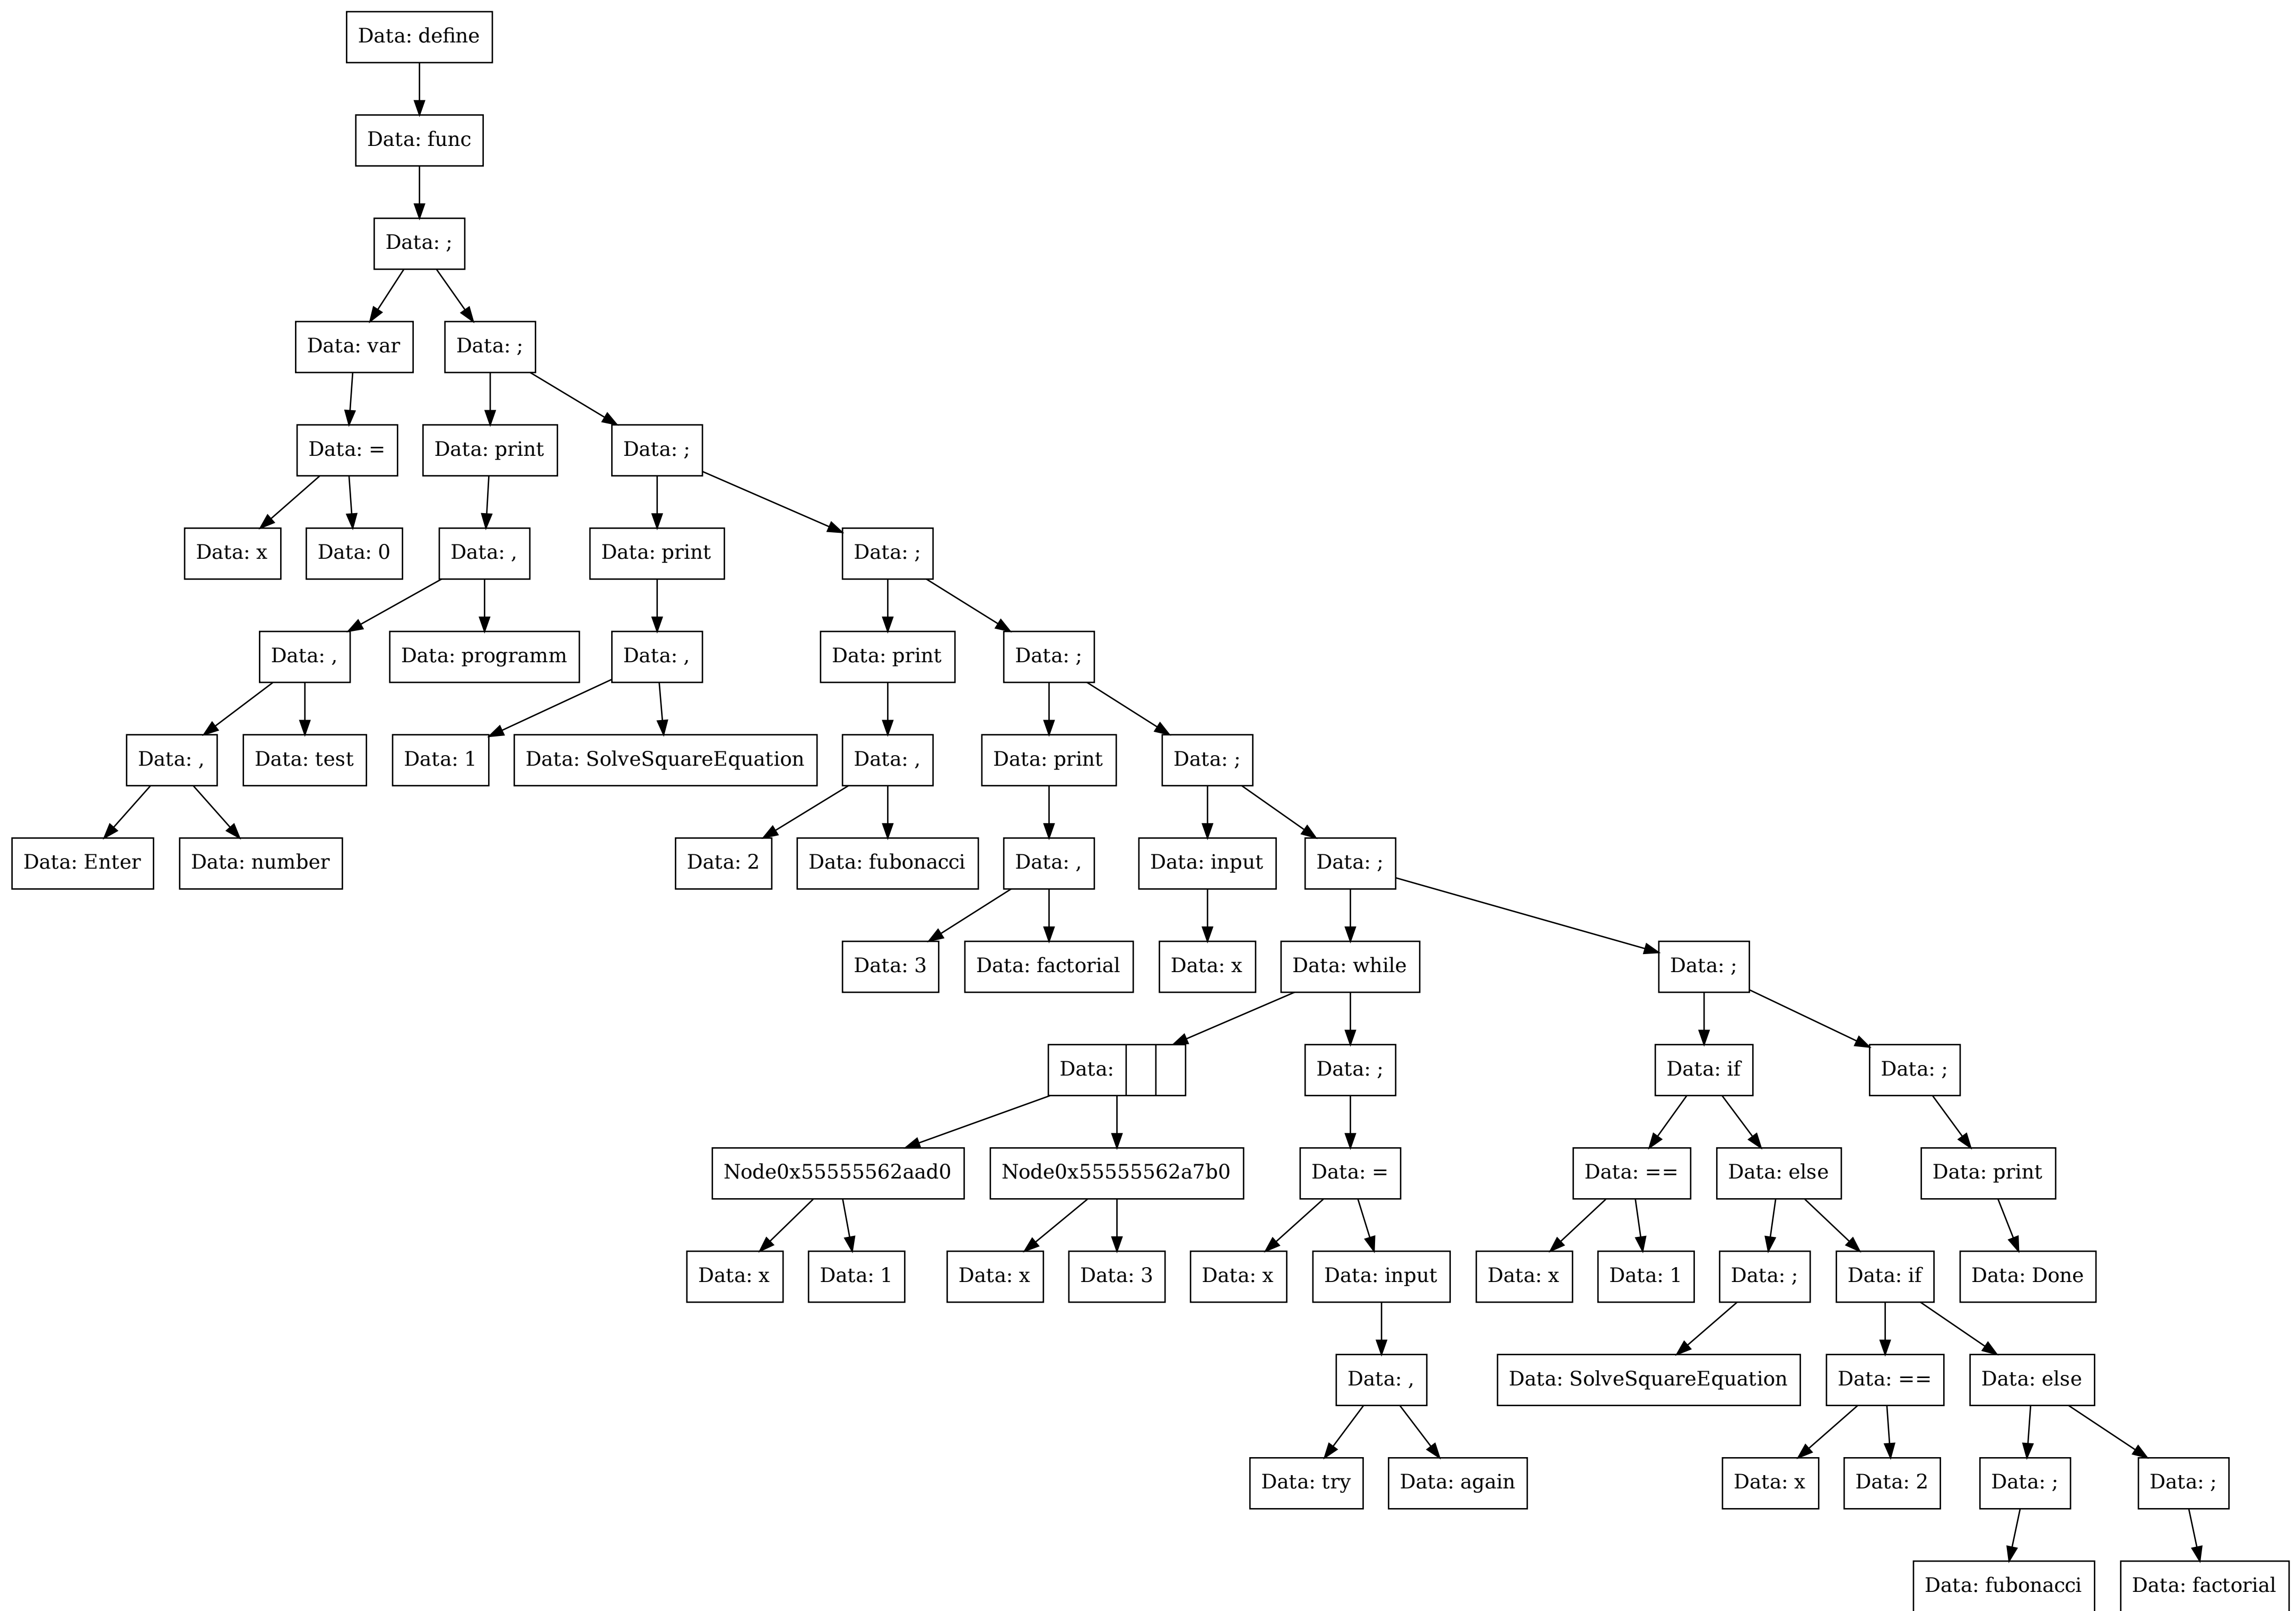 Data: define
Data: func
Data: ;
Data: var
Data: ;
Data: =
Data: print
Data: ;
Data: x
Data: 0
Data: ,
Data: print
Data: ;
Data: ,
Data: programm
Data: ,
Data: print
Data: ;
Data: ,
Data: test
Data: 1
Data: SolveSquareEquation
Data: ,
Data: print
Data: ;
Data: Enter
Data: number
Data: 2
Data: fubonacci
Data: ,
Data: input
Data: ;
Data: 3
Data: factorial
Data: x
Data: while
Data: ;
Data:
Data: ;
Data: if
Data: ;
Node0x55555562aad0
Node0x55555562a7b0
Data: =
Data: ==
Data: else
Data: print
Data: x
Data: 1
Data: x
Data: 3
Data: x
Data: input
Data: x
Data: 1
Data: ;
Data: if
Data: Done
Data: ,
Data: SolveSquareEquation
Data: ==
Data: else
Data: try
Data: again
Data: x
Data: 2
Data: ;
Data: ;
Data: fubonacci
Data: factorial